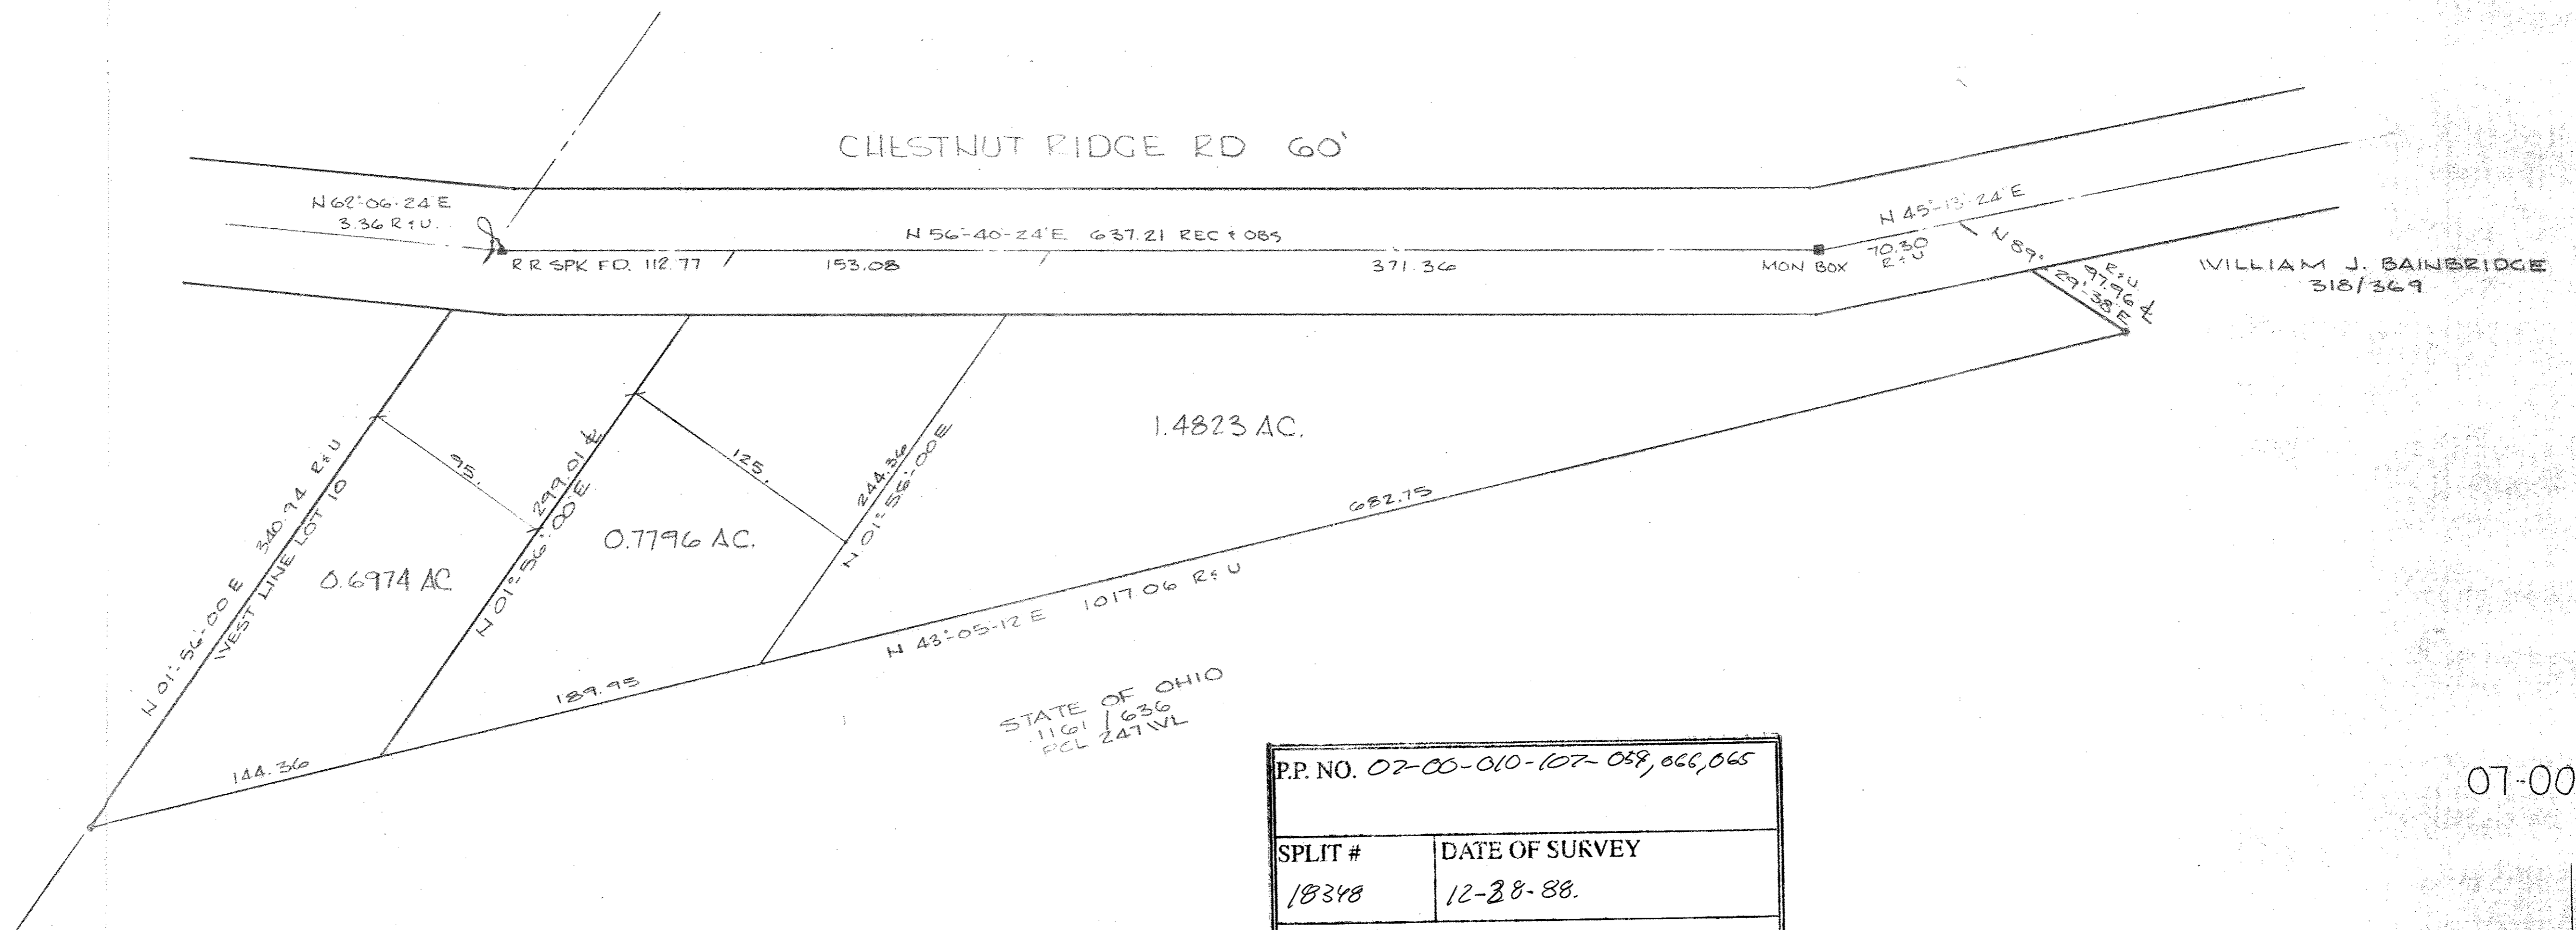 CHESTNUT RIDGE RD 60'
N 62°-06-24 E
3.36 R & U.
N 56°-40-24 E 637.21 REC & OBS
R R SPK FD. 112.77
153.08
371.36
MON BOX
N 45°-13'-24 E
70.30
R & U
N 89°-29'-38 E
R & U
97.96 ℄
WILLIAM J. BAINBRIDGE
318/369
N 01°-56'-00 E 340.94 R & U
WEST LINE LOT 10
95.
299.01 ℄
N 01°-56'-00 E
125.
244.36
N 01°-56'-00 E
0.6974 AC.
0.7796 AC.
1.4823 AC.
682.75
N 43°-05-12 E 1017.06 R & U
189.95
144.36
STATE OF OHIO
1161 / 636
PCL 247 WL
P.P. NO. 07-00-010-107-059,066,065
SPLIT #
18348
DATE OF SURVEY
12-28-88.
07-00